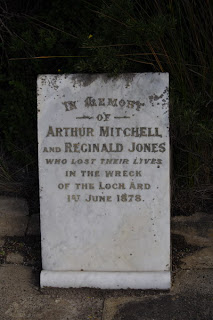 IN MEMORY
OF
ARTHUR MITCHELL
AND REGINALD JONES
WHO LOST THEIR LIVES
IN THE WRECK
OF THE LOCH ARD
1ST JUNE 1878.